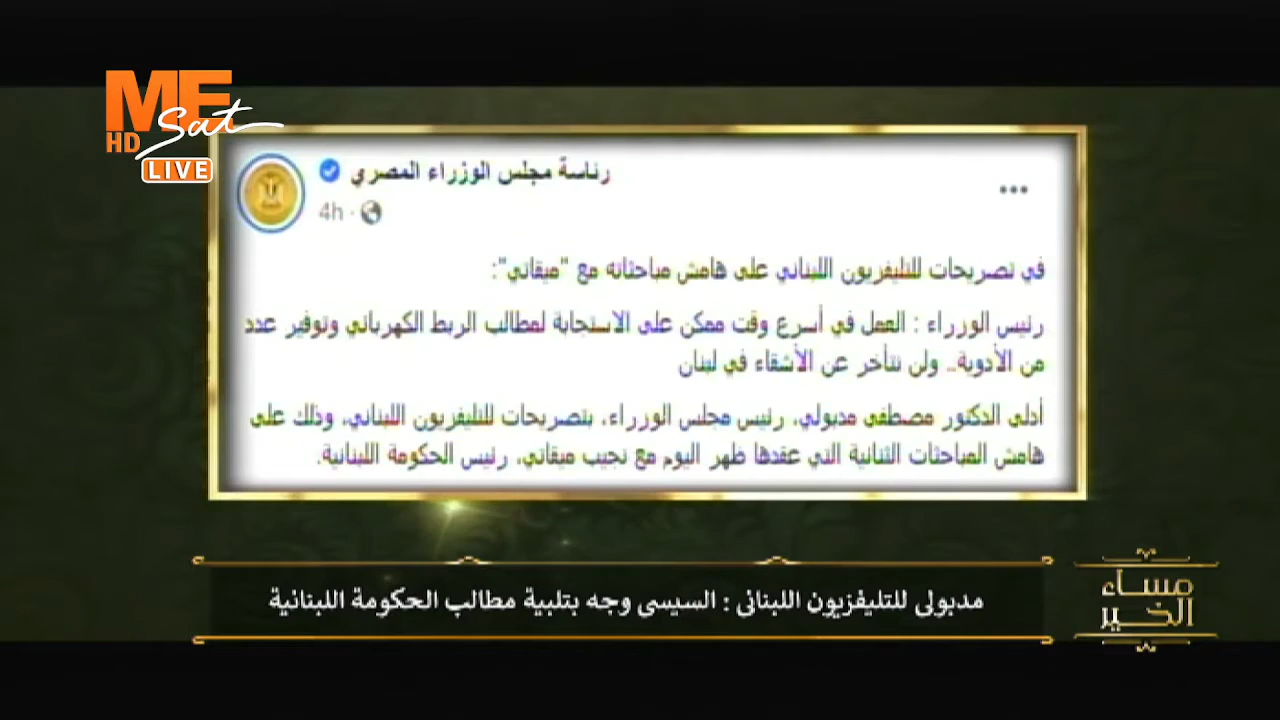 ME
Sat
HD
LIVE
رئاسة مجلس الوزراء المصري
4h
في تصريحات للتليفزيون اللبناني على هامش مباحثاته مع "ميقاتي":
رئيس الوزراء : العمل في أسرع وقت ممكن على الاستجابة لمطالب الربط الكهربائي وتوفير عدد
من الأدوية.. ولن نتأخر عن الأشقاء في لبنان
أدلى الدكتور مصطفى مدبولي، رئيس مجلس الوزراء، بتصريحات للتليفزيون اللبناني، وذلك على
هامش المباحثات الثنائية التي عقدها ظهر اليوم مع نجيب ميقاتي، رئيس الحكومة اللبنانية.
مدبولى للتليفزيون اللبنانى : السيسى وجه بتلبية مطالب الحكومة اللبنانية
مساء
الخير